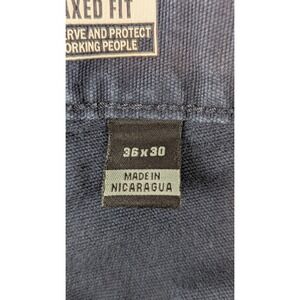 AXED FIT
ERVE AND PROTECT
ORKING PEOPLE
36 x 30
MADE IN
NICARAGUA